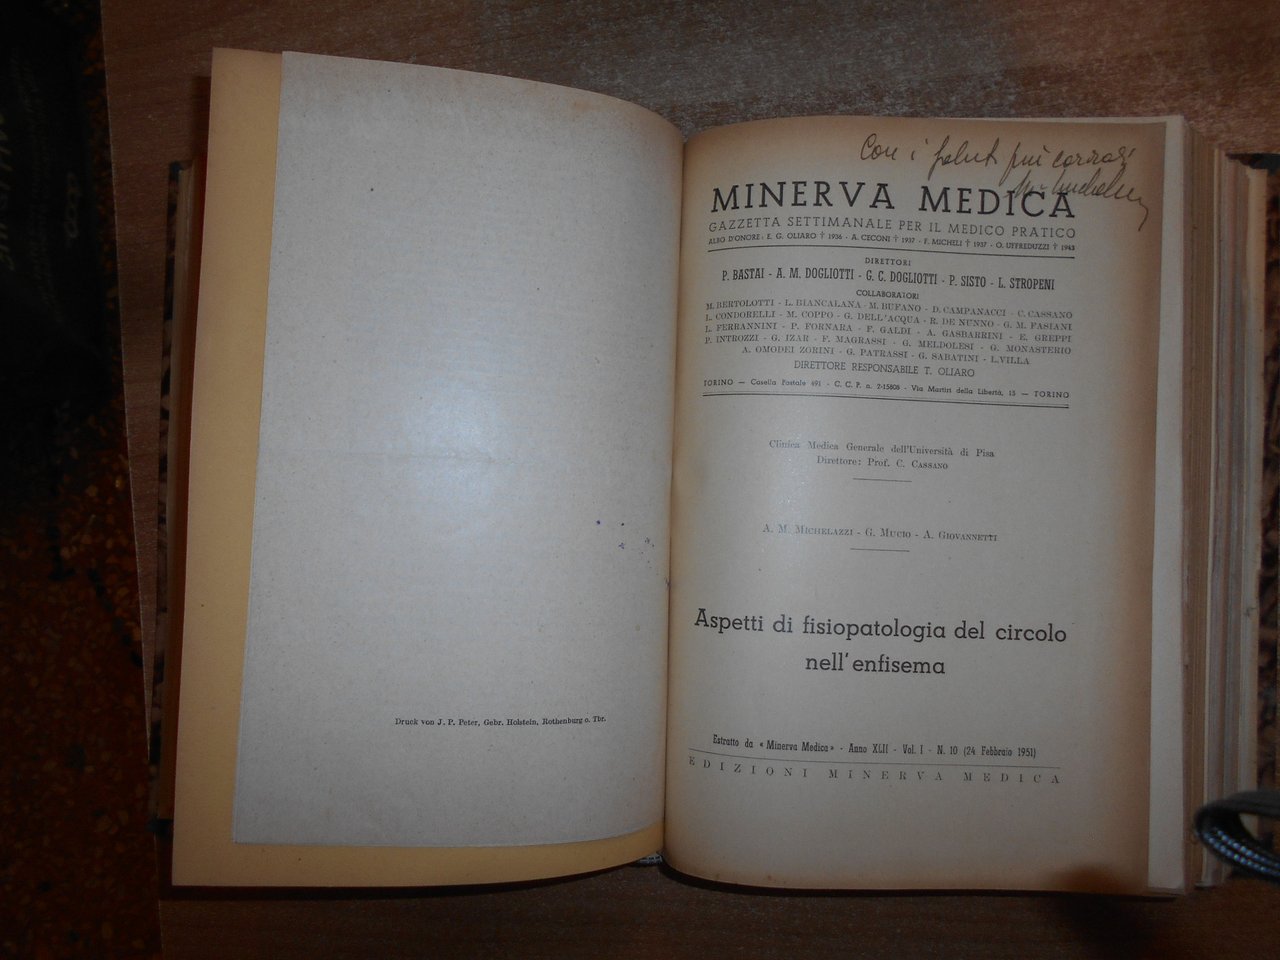 Druck von J. P. Peter, Gebr. Holstein, Rothenburg o. Tbr.
Con i saluti più cordiali
MINERVA MEDICA
GAZZETTA SETTIMANALE PER IL MEDICO PRATICO
ALBO D'ONORE - E. G. OLIARO † 1936 - A. CECONI † 1937 - F. MICHELI † 1937 - O. UFFREDUZZI † 1943
DIRETTORI
P. BASTAI - A. M. DOGLIOTTI - G. C. DOGLIOTTI - P. SISTO - L. STROPENI
COLLABORATORI
M. BERTOLOTTI - L. BIANCALANA - M. BUFANO - D. CAMPANACCI - C. CASSANO
L. CONDORELLI - M. COPPO - G. DELL'ACQUA - R. DE NUNNO - G. M. FASIANI
L. FERRANNINI - P. FORNARA - F. GALDI - A. GASBARRINI - E. GREPPI
P. INTROZZI - G. IZAR - F. MAGRASSI - G. MELDOLESI - G. MONASTERIO
A. OMODEI ZORINI - G. PATRASSI - G. SABATINI - L. VILLA
DIRETTORE RESPONSABILE T. OLIARO
TORINO — Casella Postale 491 - C. C. P. n. 2-15808 - Via Martiri della Libertà, 15 — TORINO
Clinica Medica Generale dell'Università di Pisa
Direttore: Prof. C. CASSANO
A. M. MICHELAZZI - G. MUCIO - A. GIOVANNETTI
Aspetti di fisiopatologia del circolo
nell'enfisema
Estratto da « Minerva Medica » - Anno XLII - Vol. I - N. 10 (24 Febbraio 1951)
EDIZIONI MINERVA MEDICA